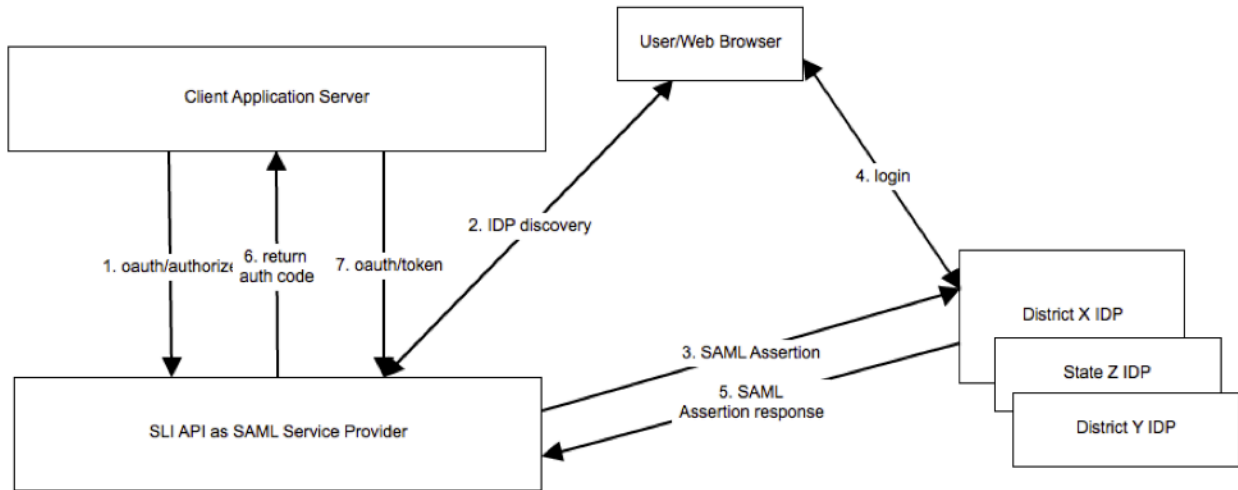 User/Web Browser
Client Application Server
4. login
2. IDP discovery
1. oauth/authorize
6. return
auth code
7. oauth/token
District X IDP
3. SAML Assertion
State Z IDP
5. SAML
Assertion response
District Y IDP
SLI API as SAML Service Provider